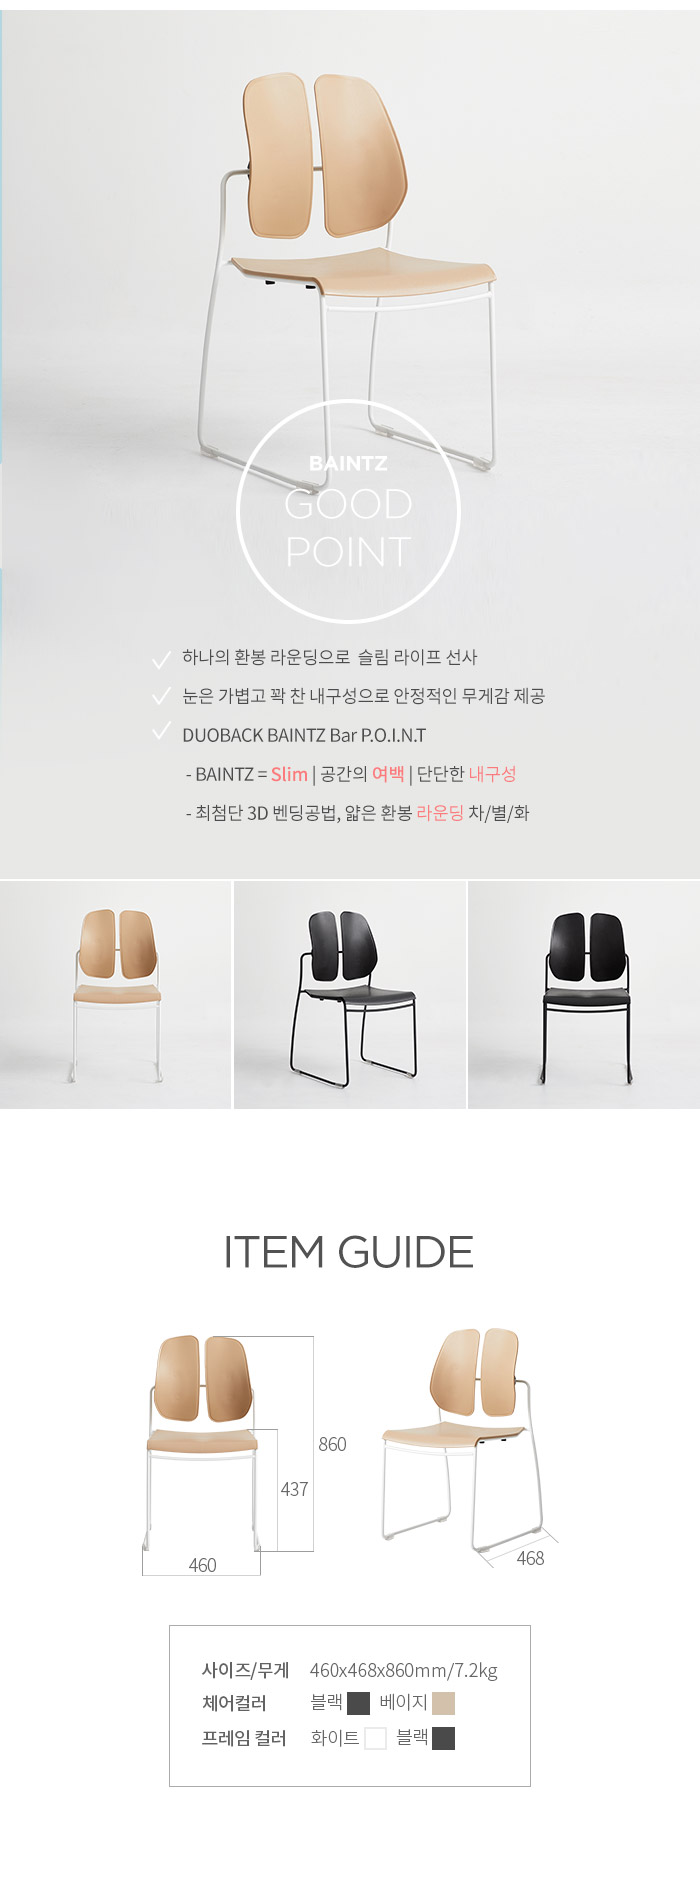 BAINTZ
GOOD
POINT
하나의 환봉 라운딩으로 슬림 라이프 선사
눈은 가볍고 꽉 찬 내구성으로 안정적인 무게감 제공
DUOBACK BAINTZ Bar P.O.I.N.T
- BAINTZ = Slim | 공간의 여백 | 단단한 내구성
- 최첨단 3D 벤딩공법, 얇은 환봉 라운딩 차/별/화
ITEM GUIDE
860
437
460
468
사이즈/무게 460x468x860mm/7.2kg
체어컬러 블랙 베이지
프레임 컬러 화이트 블랙